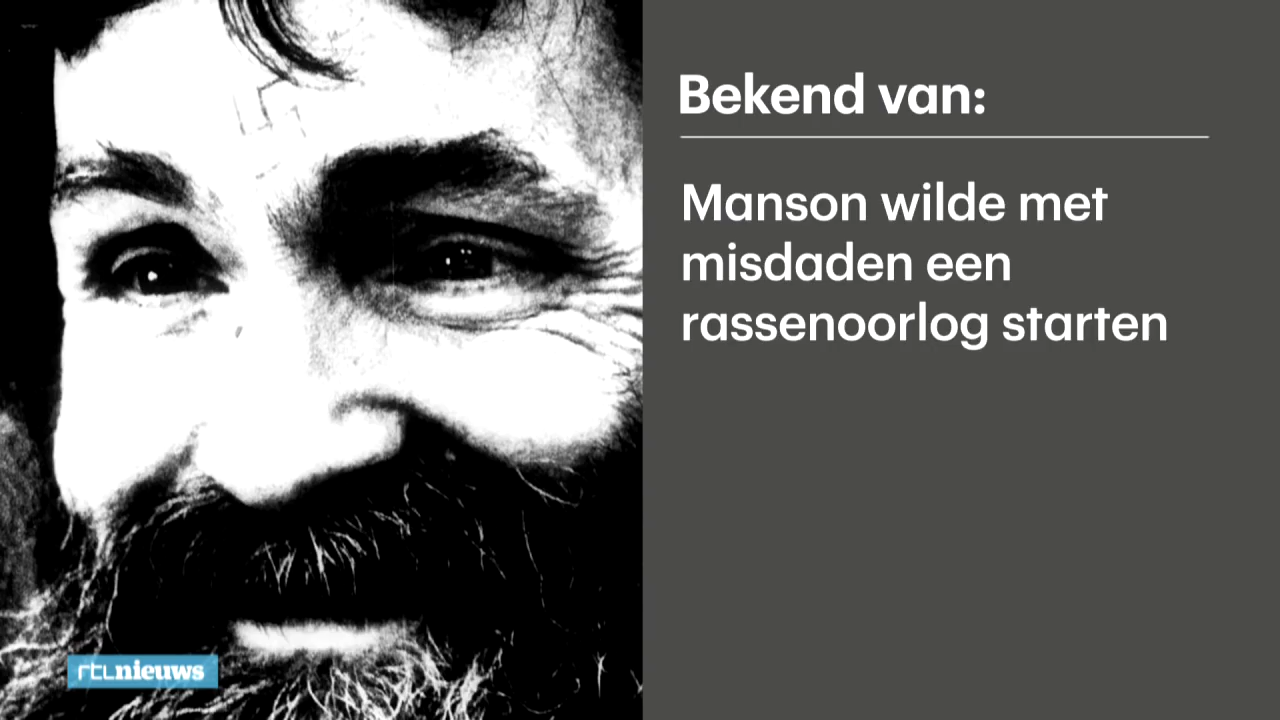 Bekend van:
Manson wilde met
misdaden een
rassenoorlog starten
rtlnieuws